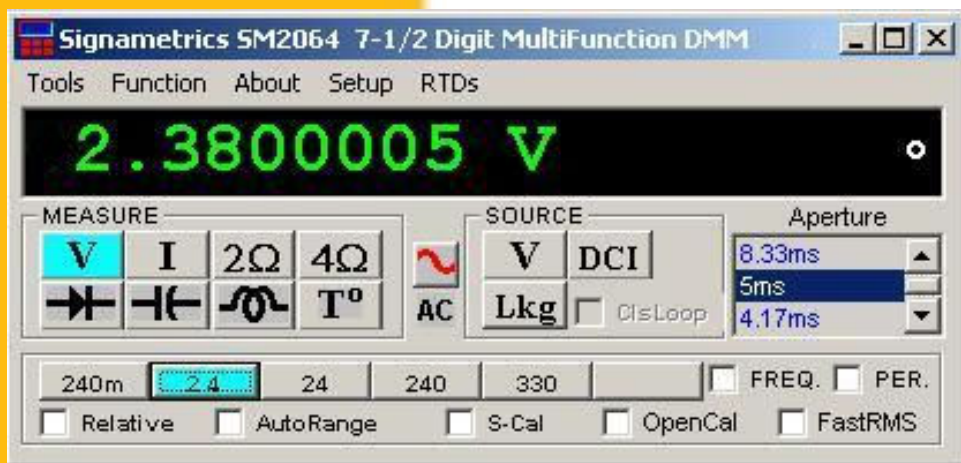 Signametrics SM2064 7-1/2 Digit MultiFunction DMM
Tools Function About Setup RTDs
2.3800005 V
MEASURE
V I 2Ω 4Ω
T°
AC
SOURCE
V DCI
Lkg ClsLoop
Aperture
8.33ms
5ms
4.17ms
240m 2.4 24 240 330 FREQ. PER.
Relative AutoRange S-Cal OpenCal FastRMS